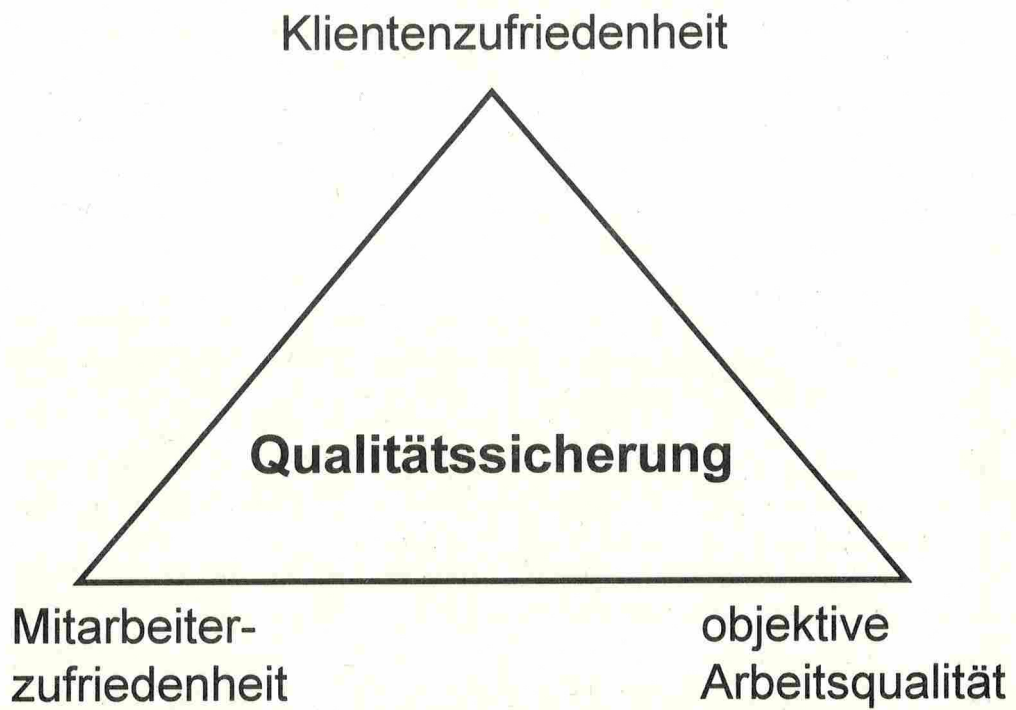 Klientenzufriedenheit
Qualitätssicherung
Mitarbeiter-
zufriedenheit
objektive
Arbeitsqualität